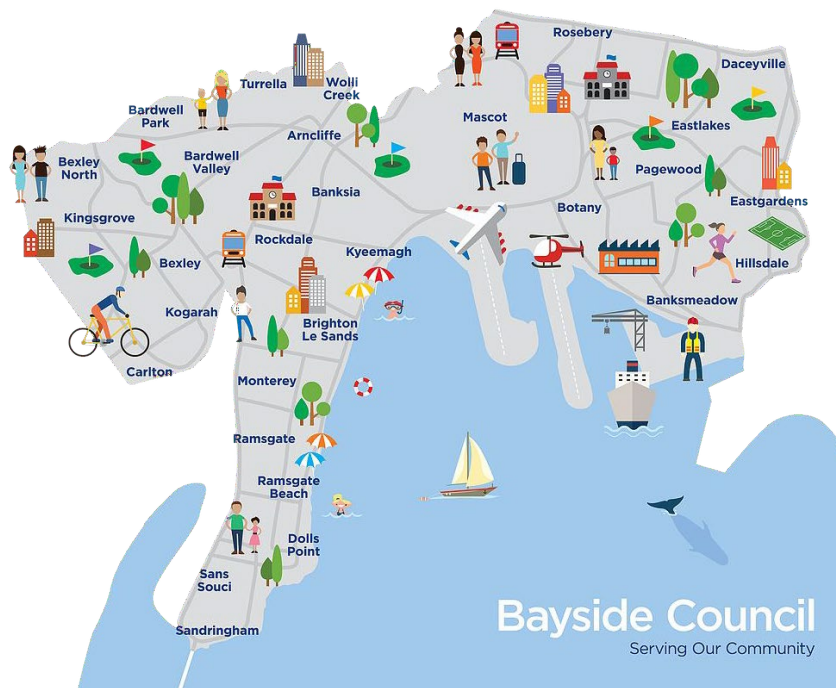 Rosebery
Daceyville
Turrella
Wolli
Creek
Bardwell
Park
Mascot
Arncliffe
Eastlakes
Bexley
North
Bardwell
Valley
Pagewood
Banksia
Eastgardens
Kingsgrove
Botany
Rockdale
Kyeemagh
Bexley
Hillsdale
Kogarah
Banksmeadow
Brighton
Le Sands
Carlton
Monterey
Ramsgate
Ramsgate
Beach
Dolls
Point
Sans
Souci
Sandringham
Bayside Council
Serving Our Community